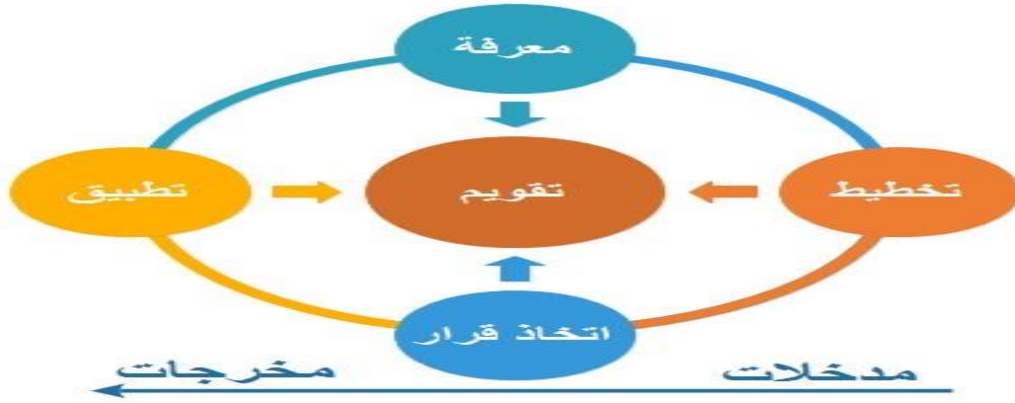 معرفة
تخطيط
تقويم
تطبيق
اتخاذ قرار
مدخلات
مخرجات